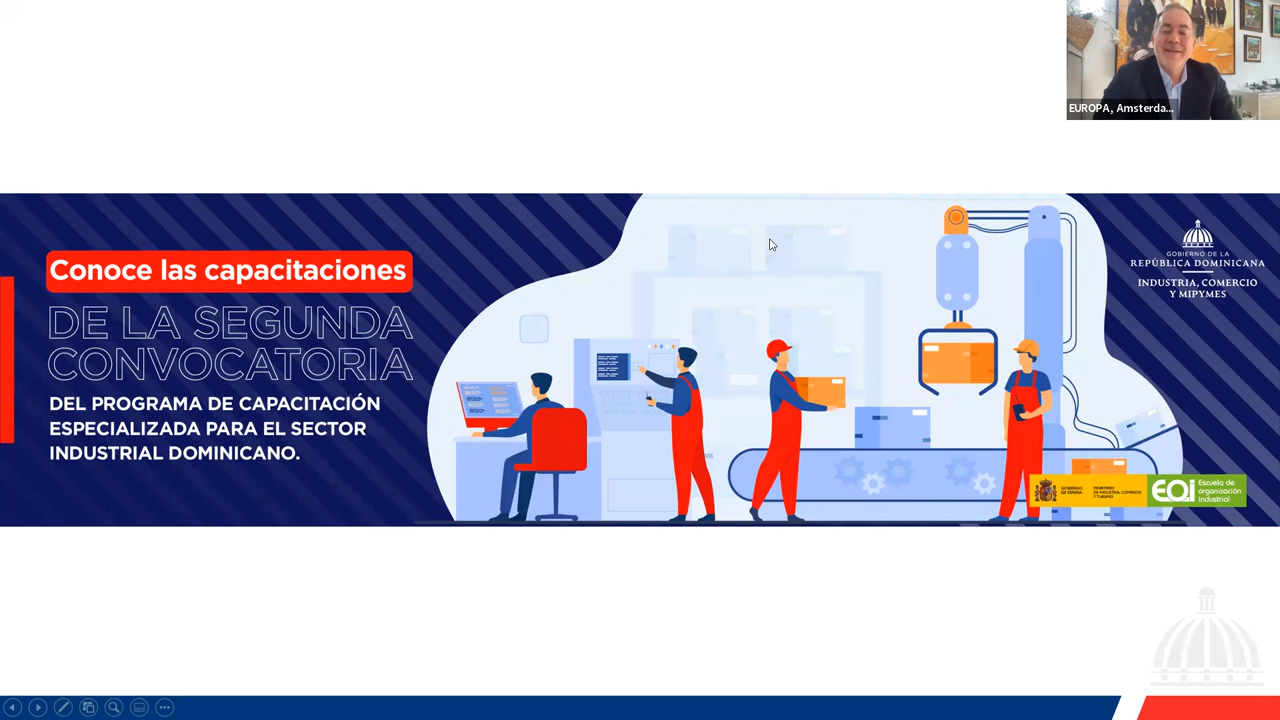 EUROPA, Amsterda...
Conoce las capacitaciones
DE LA SEGUNDA
CONVOCATORIA
DEL PROGRAMA DE CAPACITACIÓN
ESPECIALIZADA PARA EL SECTOR
INDUSTRIAL DOMINICANO.
GOBIERNO DE LA
REPÚBLICA DOMINICANA
INDUSTRIA, COMERCIO
Y MIPYMES
GOBIERNO
DE ESPAÑA
MINISTERIO
DE INDUSTRIA, COMERCIO
Y TURISMO
EOI
Escuela de
organización
industrial